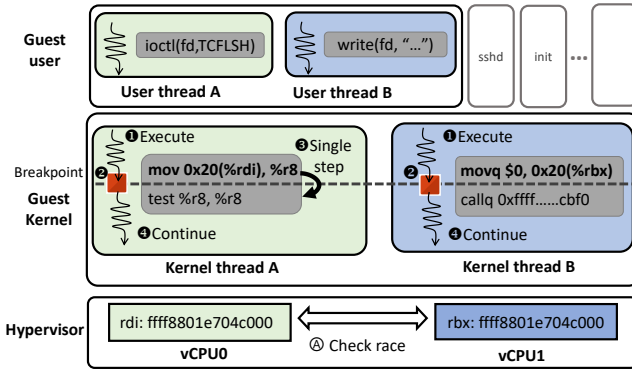 Guest
user
ioctl(fd,TCFLSH)
User thread A
write(fd, “…”)
User thread B
sshd
init
...
Breakpoint
Guest
Kernel
❶Execute
❷
❸Single
step
mov 0x20(%rdi), %r8
test %r8, %r8
❹Continue
Kernel thread A
❶Execute
❷
movq $0, 0x20(%rbx)
callq 0xffff……cbf0
❹Continue
Kernel thread B
Hypervisor
rdi: ffff8801e704c000
vCPU0
Ⓐ Check race
rbx: ffff8801e704c000
vCPU1